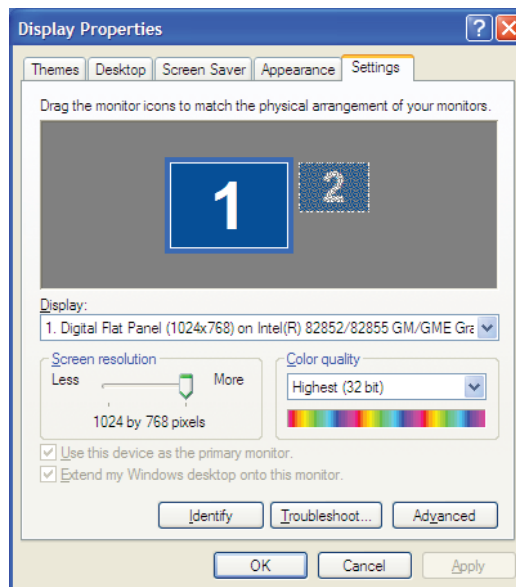 Display Properties
Themes Desktop Screen Saver Appearance Settings
Drag the monitor icons to match the physical arrangement of your monitors.
1 2
Display:
1. Digital Flat Panel (1024x768) on Intel(R) 82852/82855 GM/GME Gra
Screen resolution
Less More
1024 by 768 pixels
Color quality
Highest (32 bit)
Use this device as the primary monitor.
Extend my Windows desktop onto this monitor.
Identify Troubleshoot... Advanced
OK Cancel Apply